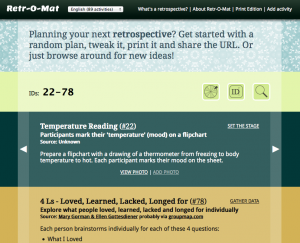 Retr-O-Mat
English (88 activities)
What's a retrospective? | About Retr-O-Mat | Print Edition | Add activity
Planning your next retrospective? Get started with a
random plan, tweak it, print it and share the URL. Or
just browse around for new ideas!
IDs: 22-78
ID
Temperature Reading (#22)
SET THE STAGE
Participants mark their 'temperature' (mood) on a flipchart
Source: Unknown
Prepare a flipchart with a drawing of a thermometer from freezing to body
temperature to hot. Each participant marks their mood on the sheet.
VIEW PHOTO | ADD PHOTO
4 Ls - Loved, Learned, Lacked, Longed for (#78)
GATHER DATA
Explore what people loved, learned, lacked and longed for individually
Source: Mary Gorman & Ellen Gottesdiener probably via groupmap.com
Each person brainstorms individually for each of these 4 questions:
• What I Loved